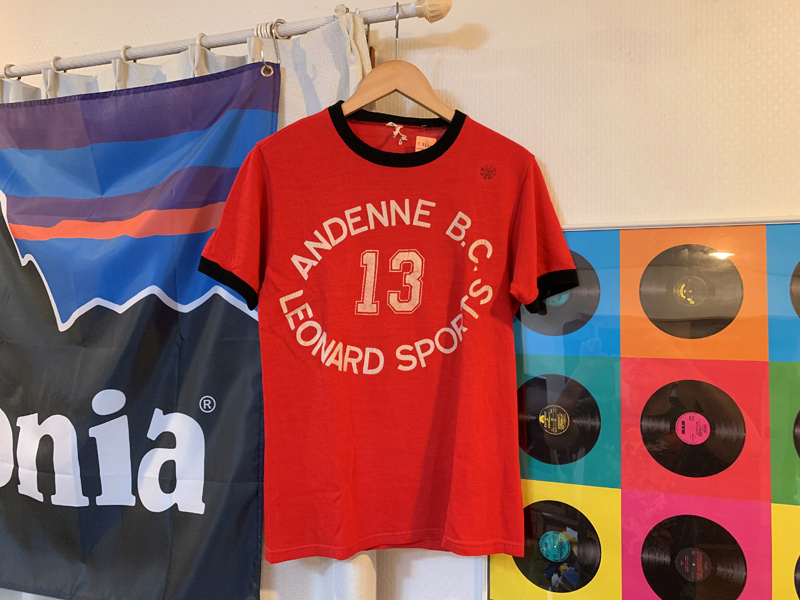 ANDENNE B.C.
13
LEONARD SPORTS
onia®